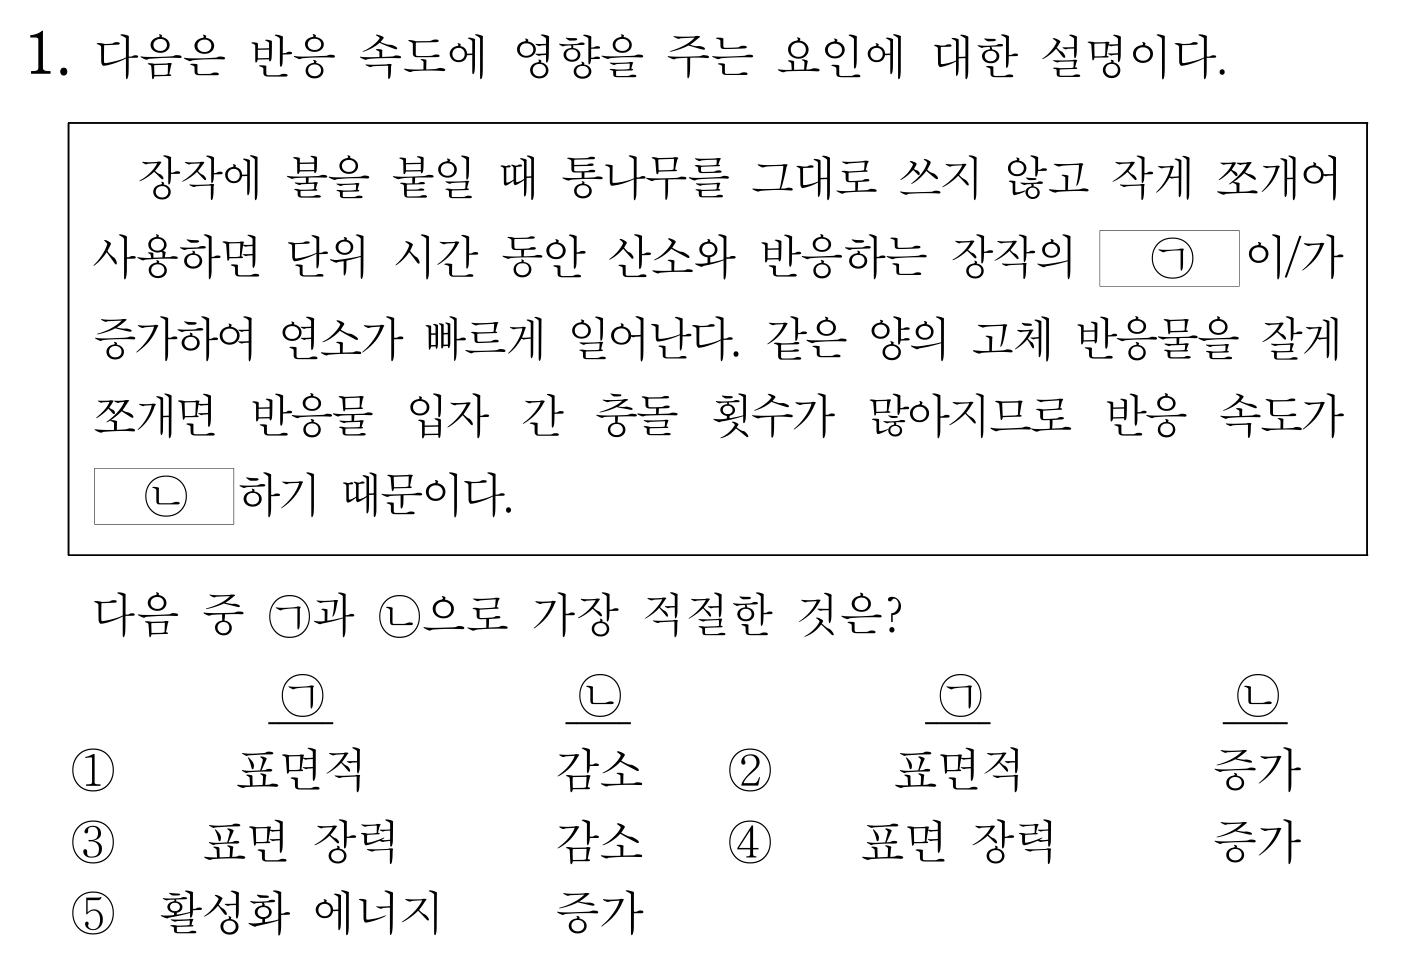 1. 다음은 반응 속도에 영향을 주는 요인에 대한 설명이다.
장작에 불을 붙일 때 통나무를 그대로 쓰지 않고 작게 쪼개어
사용하면 단위 시간 동안 산소와 반응하는 장작의 ㉠ 이/가
증가하여 연소가 빠르게 일어난다. 같은 양의 고체 반응물을 잘게
쪼개면 반응물 입자 간 충돌 횟수가 많아지므로 반응 속도가
㉡ 하기 때문이다.
다음 중 ㉠과 ㉡으로 가장 적절한 것은?
㉠ ㉡ ㉠ ㉡
① 표면적 감소 ② 표면적 증가
③ 표면 장력 감소 ④ 표면 장력 증가
⑤ 활성화 에너지 증가